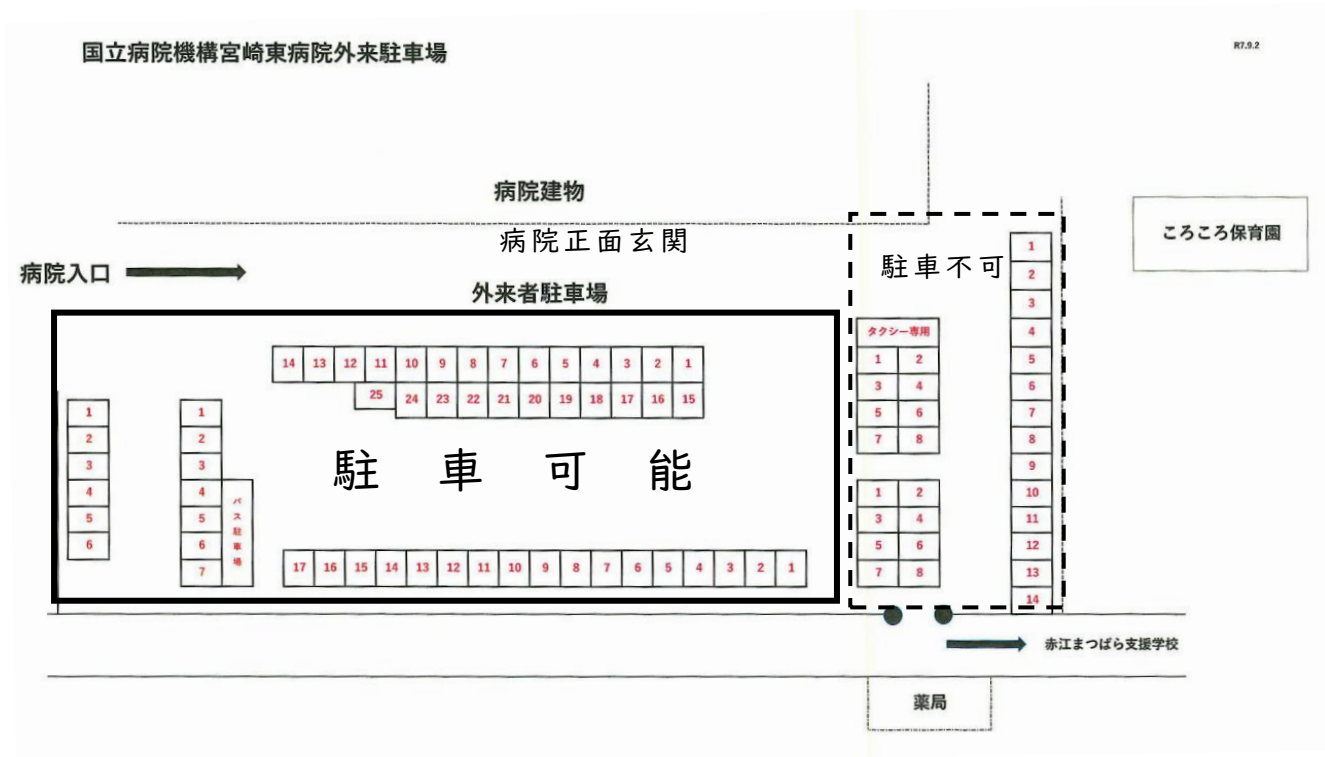 国立病院機構宮崎東病院外来駐車場
R7.9.2
病院建物
病院正面玄関
ころころ保育園
病院入口
駐車不可
外来者駐車場
タクシー専用
1 2
3 4
5 6
7 8
1 2
3 4
5 6
7 8
1
2
3
4
5
6
7
8
9
10
11
12
13
14
14 13 12 11 10 9 8 7 6 5 4 3 2 1
25 24 23 22 21 20 19 18 17 16 15
1
2
3
4
5
6
1
2
3
4
5
6
7
バス駐車場
駐車可能
17 16 15 14 13 12 11 10 9 8 7 6 5 4 3 2 1
赤江まつばら支援学校
薬局